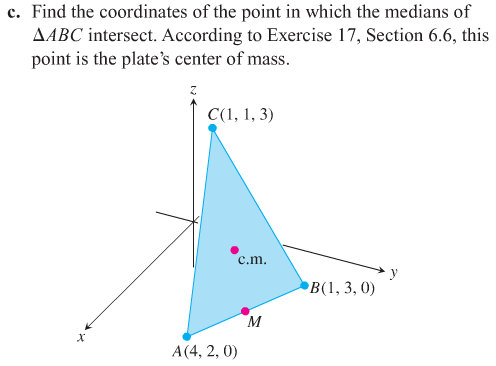 c. Find the coordinates of the point in which the medians of
ΔABC intersect. According to Exercise 17, Section 6.6, this
point is the plate's center of mass.
z
C(1, 1, 3)
c.m.
y
B(1, 3, 0)
M
x
A(4, 2, 0)